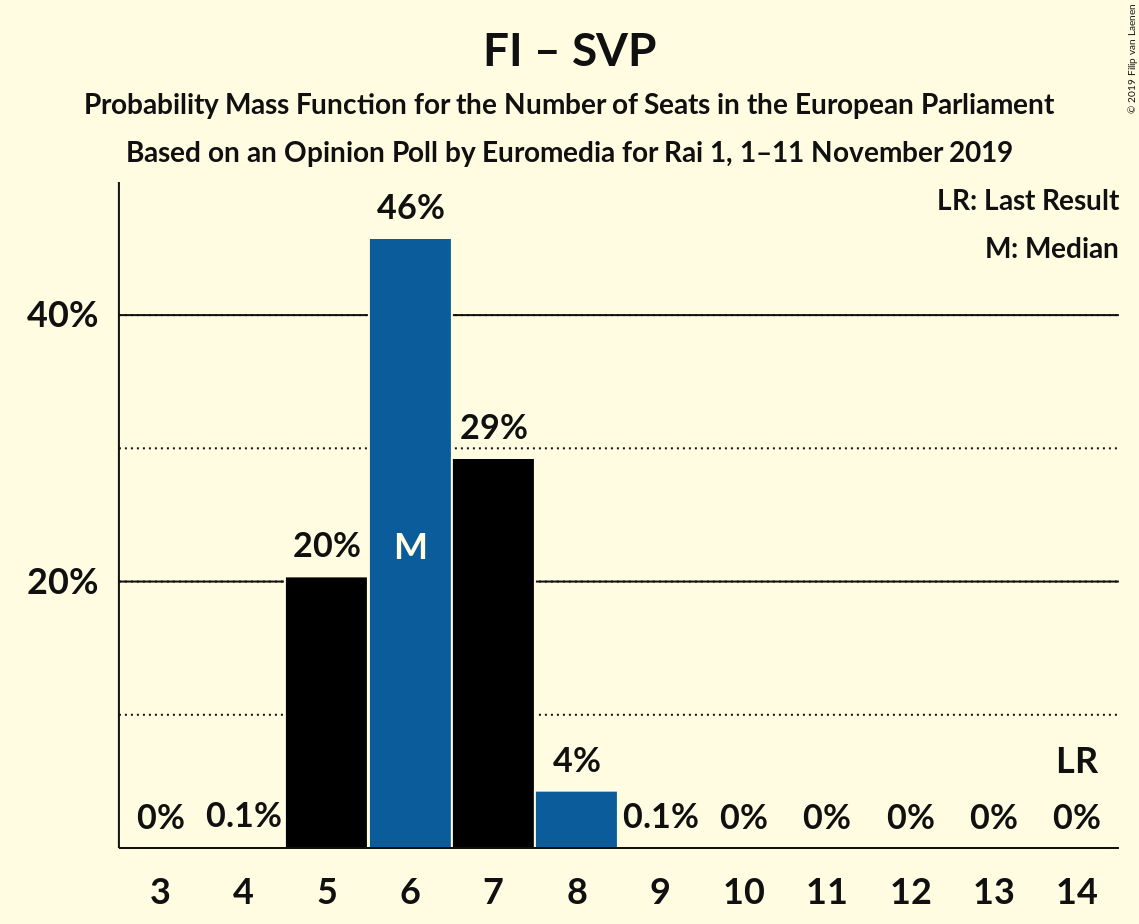 FI – SVP
Probability Mass Function for the Number of Seats in the European Parliament
Based on an Opinion Poll by Euromedia for Rai 1, 1–11 November 2019
© 2019 Filip van Laenen
LR: Last Result
M: Median
40%
20%
0%
0.1%
20%
46%
M
29%
4%
0.1%
0%
0%
0%
0%
LR
0%
3 4 5 6 7 8 9 10 11 12 13 14